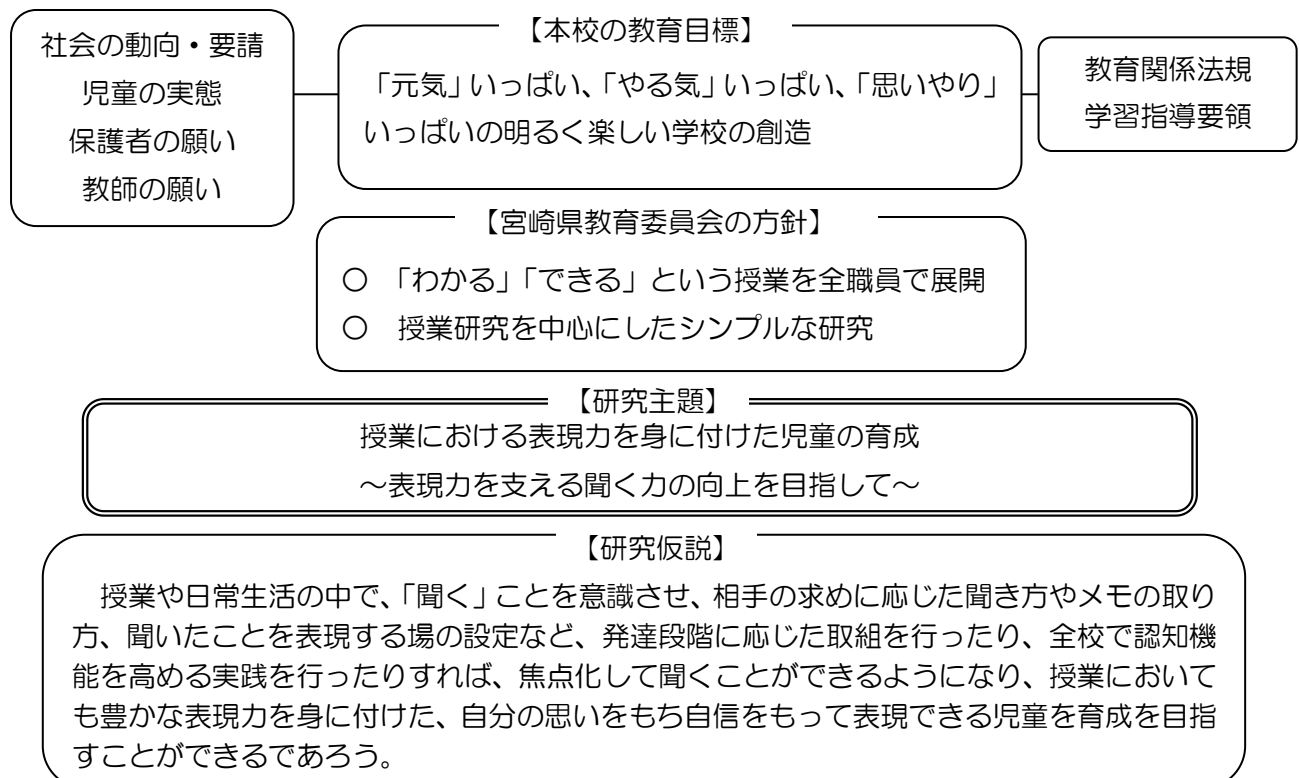 社会の動向・要請
児童の実態
保護者の願い
教師の願い
【本校の教育目標】
「元気」いっぱい、「やる気」いっぱい、「思いやり」
いっぱいの明るく楽しい学校の創造
教育関係法規
学習指導要領
【宮崎県教育委員会の方針】
○ 「わかる」「できる」という授業を全職員で展開
○ 授業研究を中心にしたシンプルな研究
【研究主題】
授業における表現力を身に付けた児童の育成
～表現力を支える聞く力の向上を目指して～
【研究仮説】
授業や日常生活の中で、「聞く」ことを意識させ、相手の求めに応じた聞き方やメモの取り
方、聞いたことを表現する場の設定など、発達段階に応じた取組を行ったり、全校で認知機
能を高める実践を行ったりすれば、焦点化して聞くことができるようになり、授業において
も豊かな表現力を身に付けた、自分の思いをもち自信をもって表現できる児童を育成を目指
すことができるであろう。